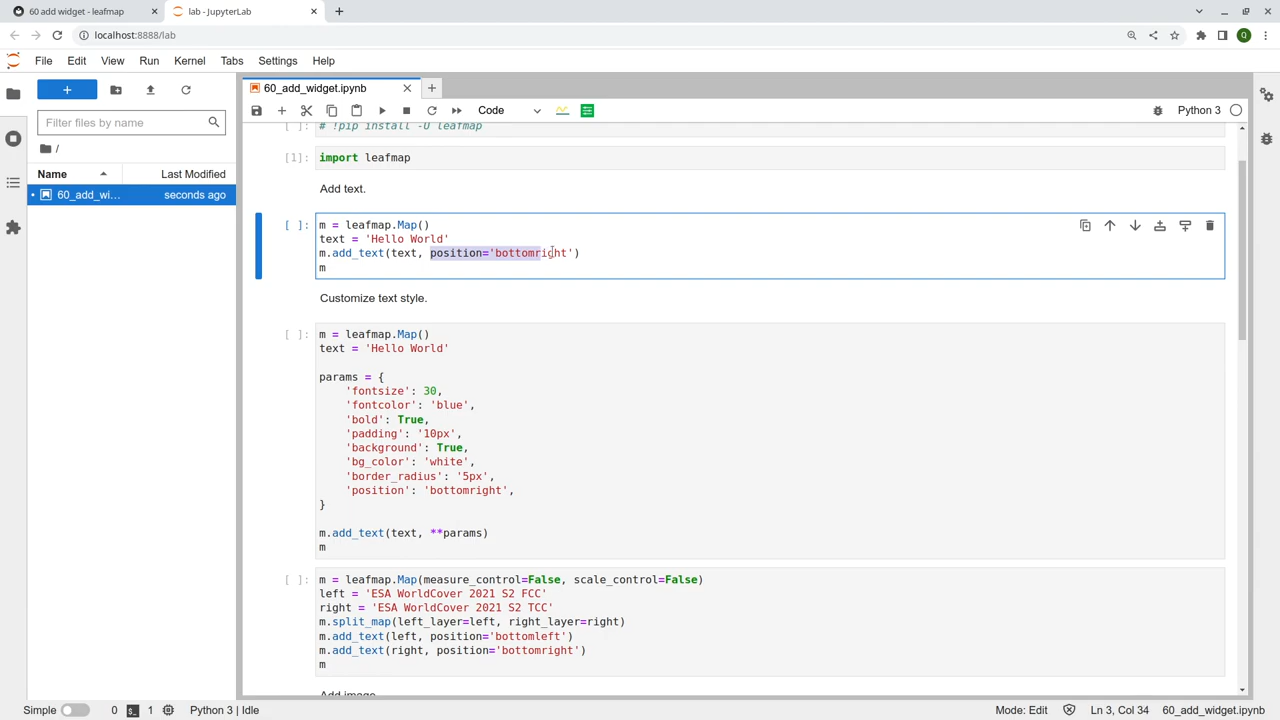 60 add widget - leafmap
lab - JupyterLab
localhost:8888/lab
Q
File Edit View Run Kernel Tabs Settings Help
60_add_widget.ipynb
Code
Python 3
Filter files by name
/
Name Last Modified
60_add_wi... seconds ago
[ ]: # !pip install -U leafmap
[1]: import leafmap
Add text.
[ ]: m = leafmap.Map()
text = 'Hello World'
m.add_text(text, position='bottomright')
m
Customize text style.
[ ]: m = leafmap.Map()
text = 'Hello World'
params = {
'fontsize': 30,
'fontcolor': 'blue',
'bold': True,
'padding': '10px',
'background': True,
'bg_color': 'white',
'border_radius': '5px',
'position': 'bottomright',
}
m.add_text(text, **params)
m
[ ]: m = leafmap.Map(measure_control=False, scale_control=False)
left = 'ESA WorldCover 2021 S2 FCC'
right = 'ESA WorldCover 2021 S2 TCC'
m.split_map(left_layer=left, right_layer=right)
m.add_text(left, position='bottomleft')
m.add_text(right, position='bottomright')
m
Add image
Simple 0 1 Python 3 | Idle Mode: Edit Ln 3, Col 34 60_add_widget.ipynb